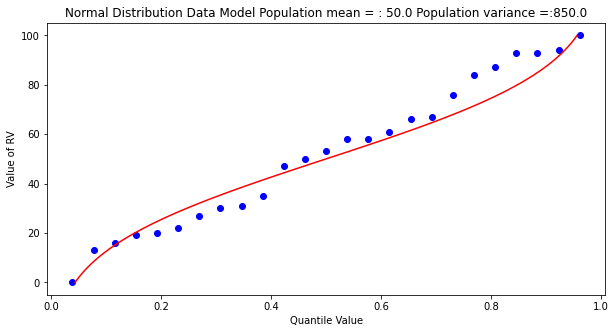 Normal Distribution Data Model Population mean = : 50.0 Population variance =:850.0
100
80
60
40
20
0
Value of RV
0.0 0.2 0.4 0.6 0.8 1.0
Quantile Value